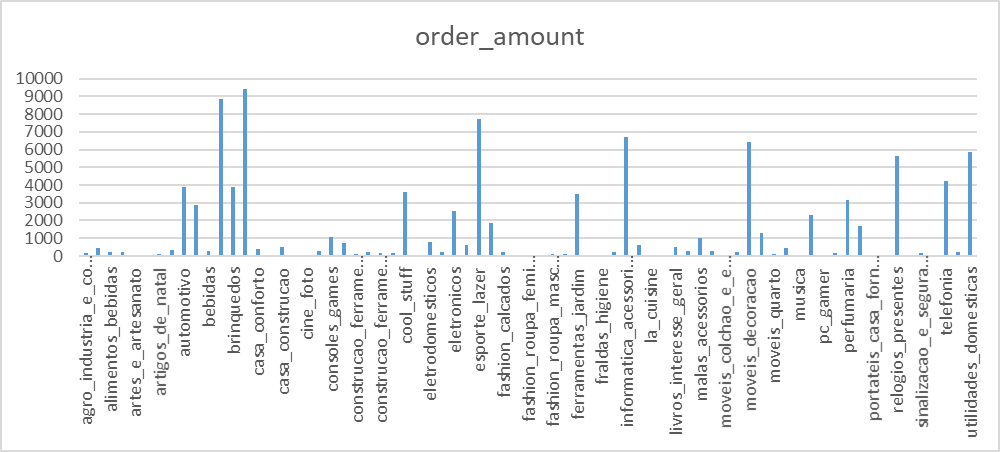 order_amount
10000
9000
8000
7000
6000
5000
4000
3000
2000
1000
0
agro_industria_e_co...
alimentos_bebidas
artes_e_artesanato
artigos_de_natal
automotivo
bebidas
brinquedos
casa_conforto
casa_construcao
cine_foto
consoles_games
construcao_ferrame...
construcao_ferrame...
cool_stuff
eletrodomesticos
eletronicos
esporte_lazer
fashion_calcados
fashion_roupa_femi...
fashion_roupa_masc...
ferramentas_jardim
fraldas_higiene
informatica_acessori...
la_cuisine
livros_interesse_geral
malas_acessorios
moveis_colchao_e_e...
moveis_decoracao
moveis_quarto
musica
pc_gamer
perfumaria
portateis_casa_forn...
relogios_presentes
sinalizacao_e_segura...
telefonia
utilidades_domesticas